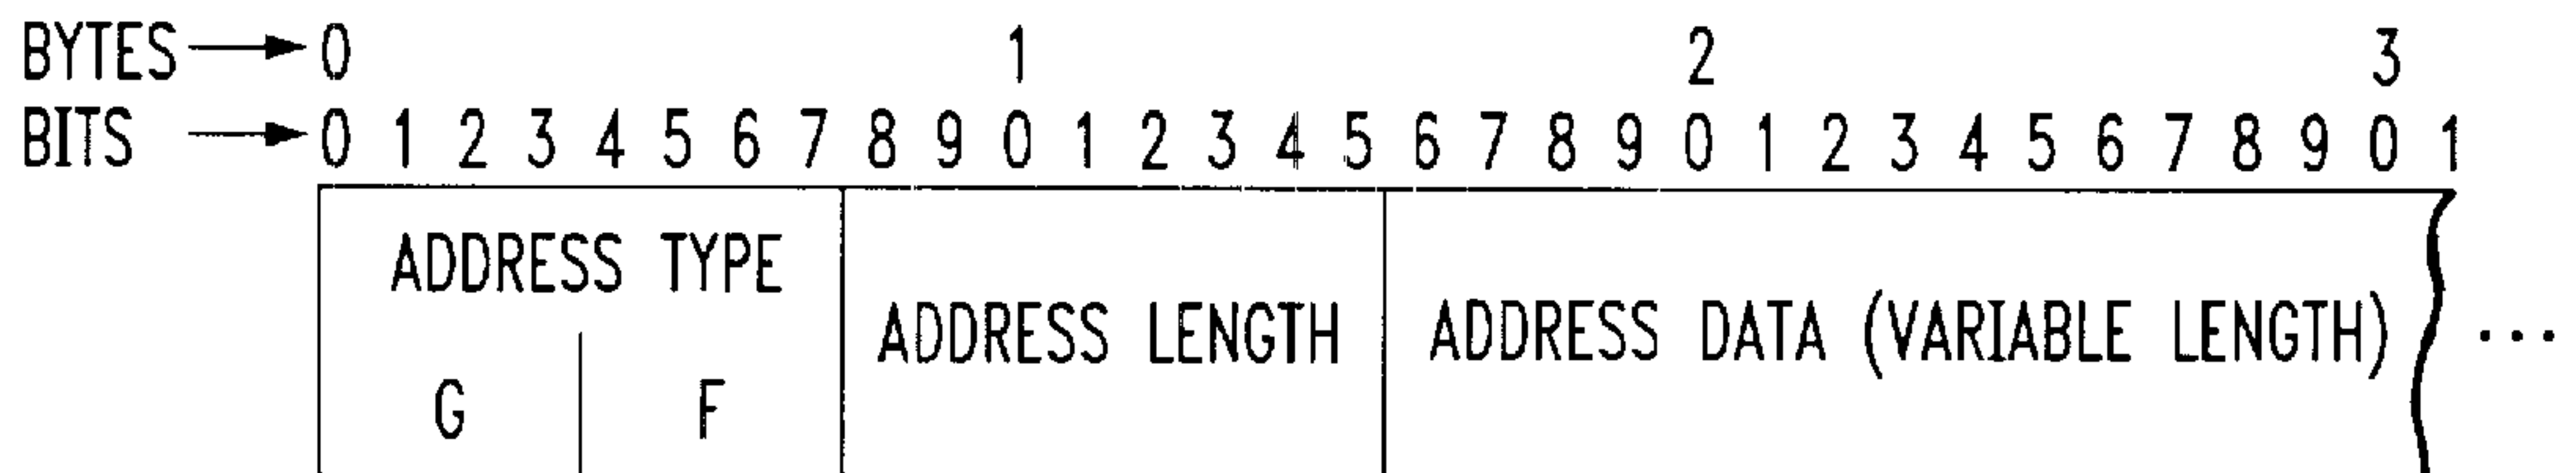 BYTES → 0 1 2 3
BITS → 0 1 2 3 4 5 6 7 8 9 0 1 2 3 4 5 6 7 8 9 0 1 2 3 4 5 6 7 8 9 0 1
ADDRESS TYPE
G F
ADDRESS LENGTH
ADDRESS DATA (VARIABLE LENGTH) ...